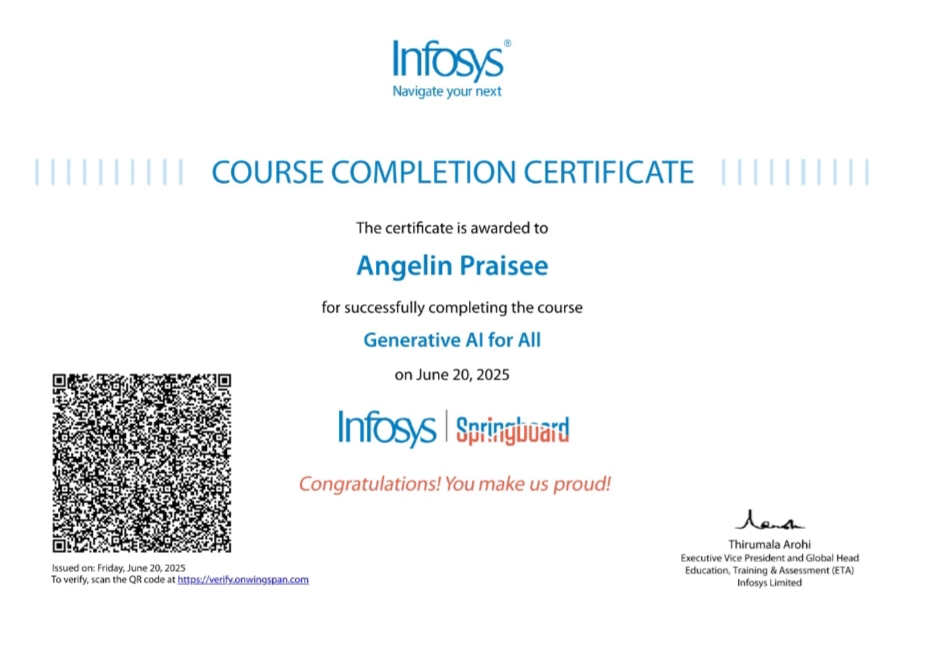 Infosys®
Navigate your next
COURSE COMPLETION CERTIFICATE
The certificate is awarded to
Angelin Praisee
for successfully completing the course
Generative AI for All
on June 20, 2025
Infosys | Springboard
Congratulations! You make us proud!
Issued on: Friday, June 20, 2025
To verify, scan the QR code at https://verify.onwingspan.com
Thirumala Arohi
Executive Vice President and Global Head
Education, Training & Assessment (ETA)
Infosys Limited